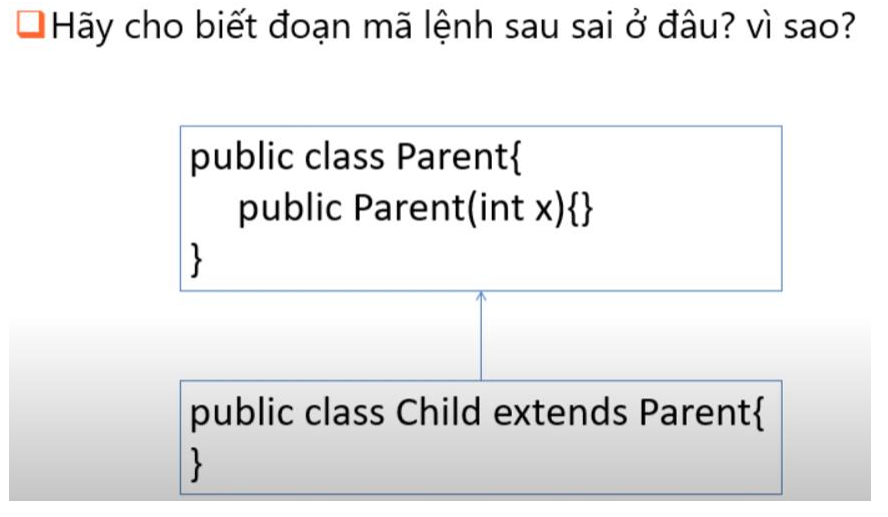 Hãy cho biết đoạn mã lệnh sau sai ở đâu? vì sao?
public class Parent{
public Parent(int x){}
}
public class Child extends Parent{
}